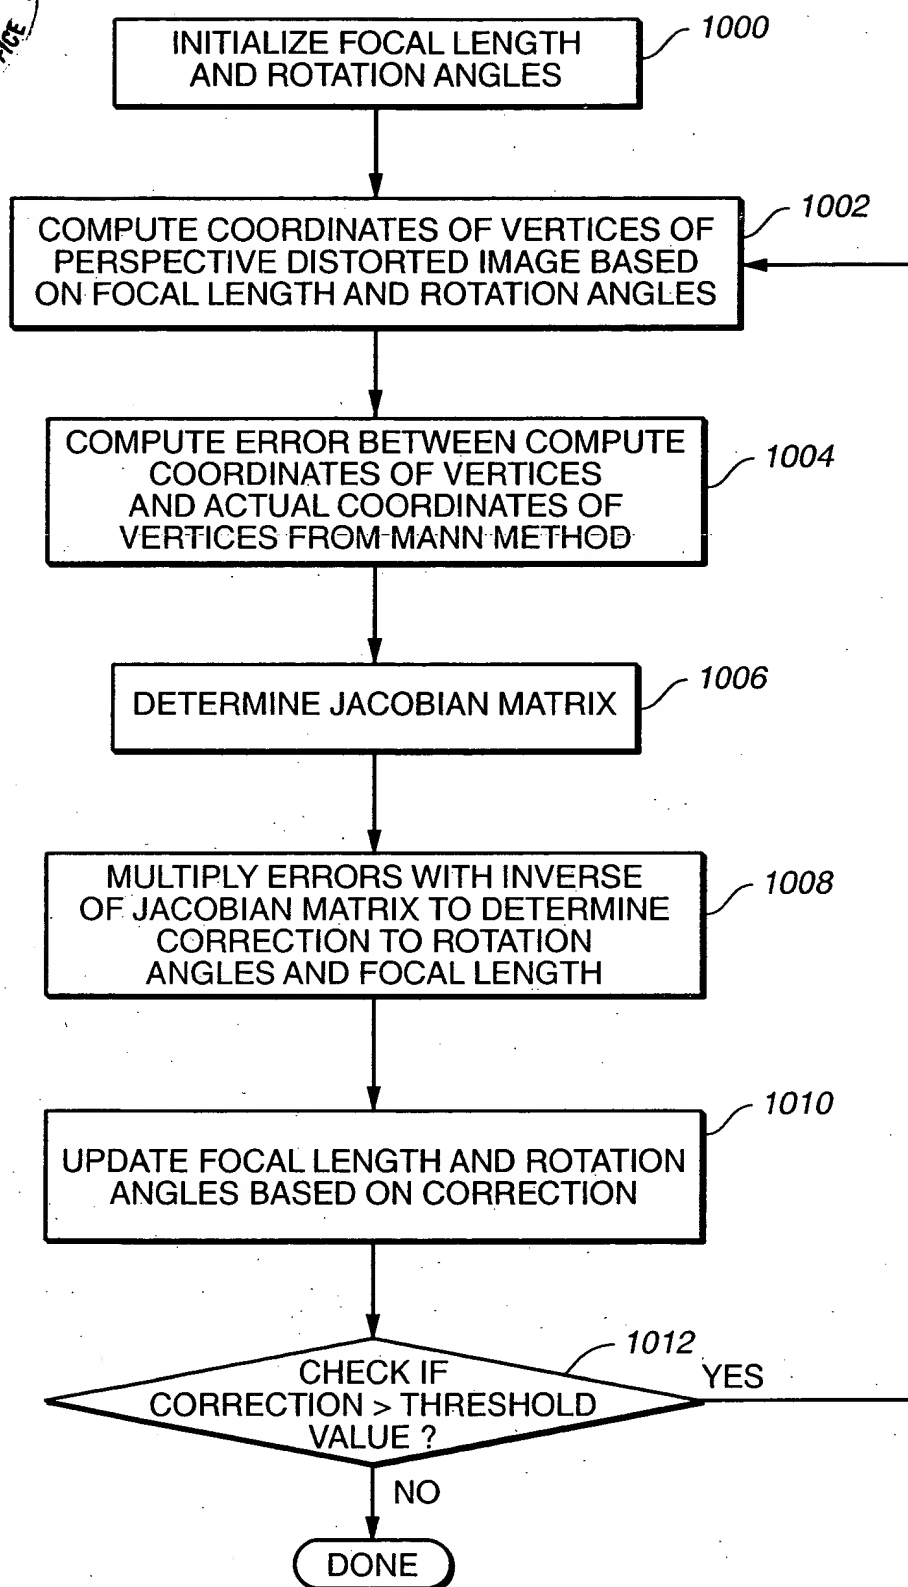 FICE
1000
INITIALIZE FOCAL LENGTH
AND ROTATION ANGLES
1002
COMPUTE COORDINATES OF VERTICES OF
PERSPECTIVE DISTORTED IMAGE BASED
ON FOCAL LENGTH AND ROTATION ANGLES
1004
COMPUTE ERROR BETWEEN COMPUTE
COORDINATES OF VERTICES
AND ACTUAL COORDINATES OF
VERTICES FROM MANN METHOD
1006
DETERMINE JACOBIAN MATRIX
1008
MULTIPLY ERRORS WITH INVERSE
OF JACOBIAN MATRIX TO DETERMINE
CORRECTION TO ROTATION
ANGLES AND FOCAL LENGTH
1010
UPDATE FOCAL LENGTH AND ROTATION
ANGLES BASED ON CORRECTION
1012
CHECK IF
CORRECTION > THRESHOLD
VALUE ?
YES
NO
DONE